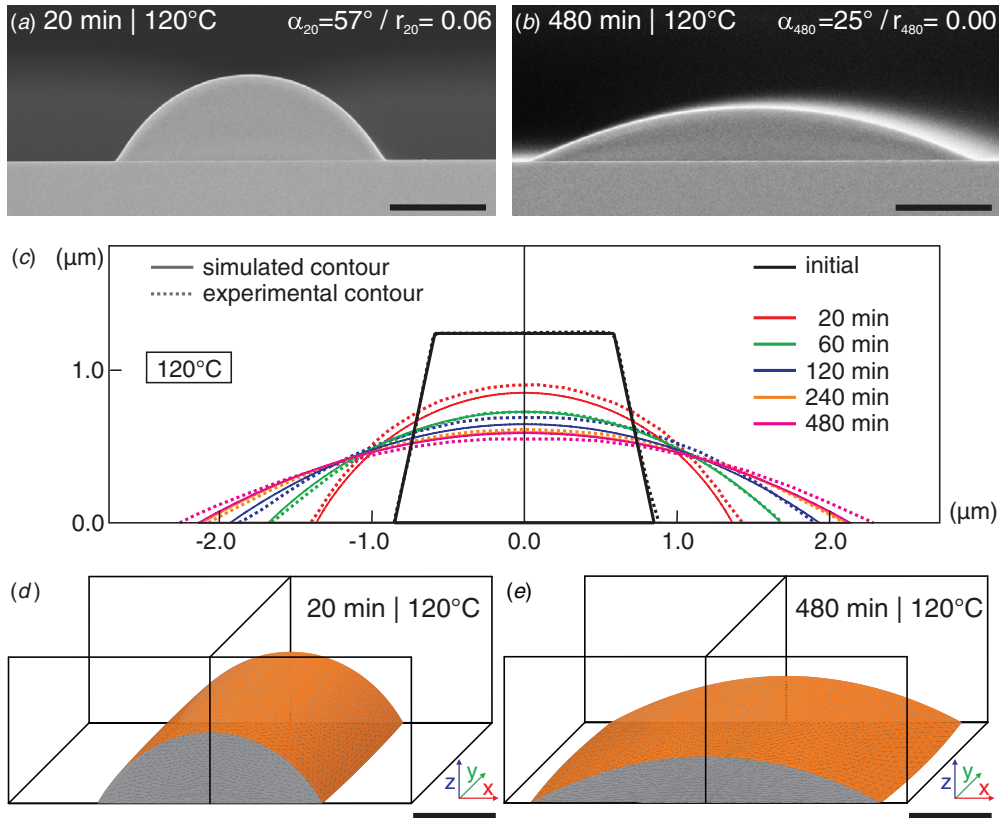 (a) 20 min | 120°C α₂₀=57° / r₂₀= 0.06
(b) 480 min | 120°C α₄₈₀=25° / r₄₈₀= 0.00
(c) (μm)
simulated contour
experimental contour
initial
20 min
60 min
120 min
240 min
480 min
1.0
120°C
0.0
(μm)
-2.0 -1.0 0.0 1.0 2.0
(d) 20 min | 120°C
z y x
(e) 480 min | 120°C
z y x